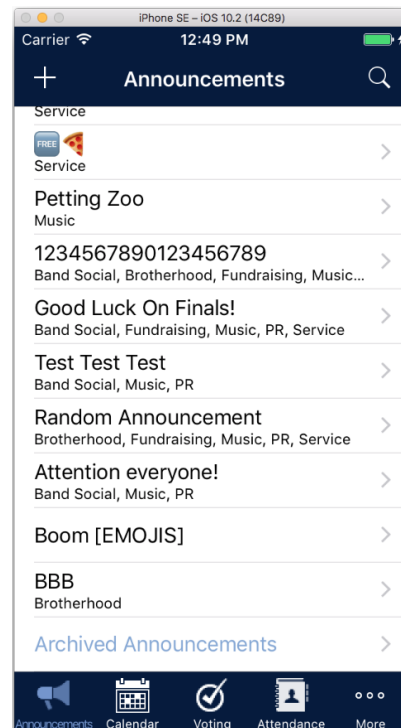 iPhone SE – iOS 10.2 (14C89)
Carrier 12:49 PM
Announcements
Service
FREE
Service
Petting Zoo
Music
1234567890123456789
Band Social, Brotherhood, Fundraising, Music...
Good Luck On Finals!
Band Social, Fundraising, Music, PR, Service
Test Test Test
Band Social, Music, PR
Random Announcement
Brotherhood, Fundraising, Music, PR, Service
Attention everyone!
Band Social, Music, PR
Boom [EMOJIS]
BBB
Brotherhood
Archived Announcements
Announcements Calendar Voting Attendance More